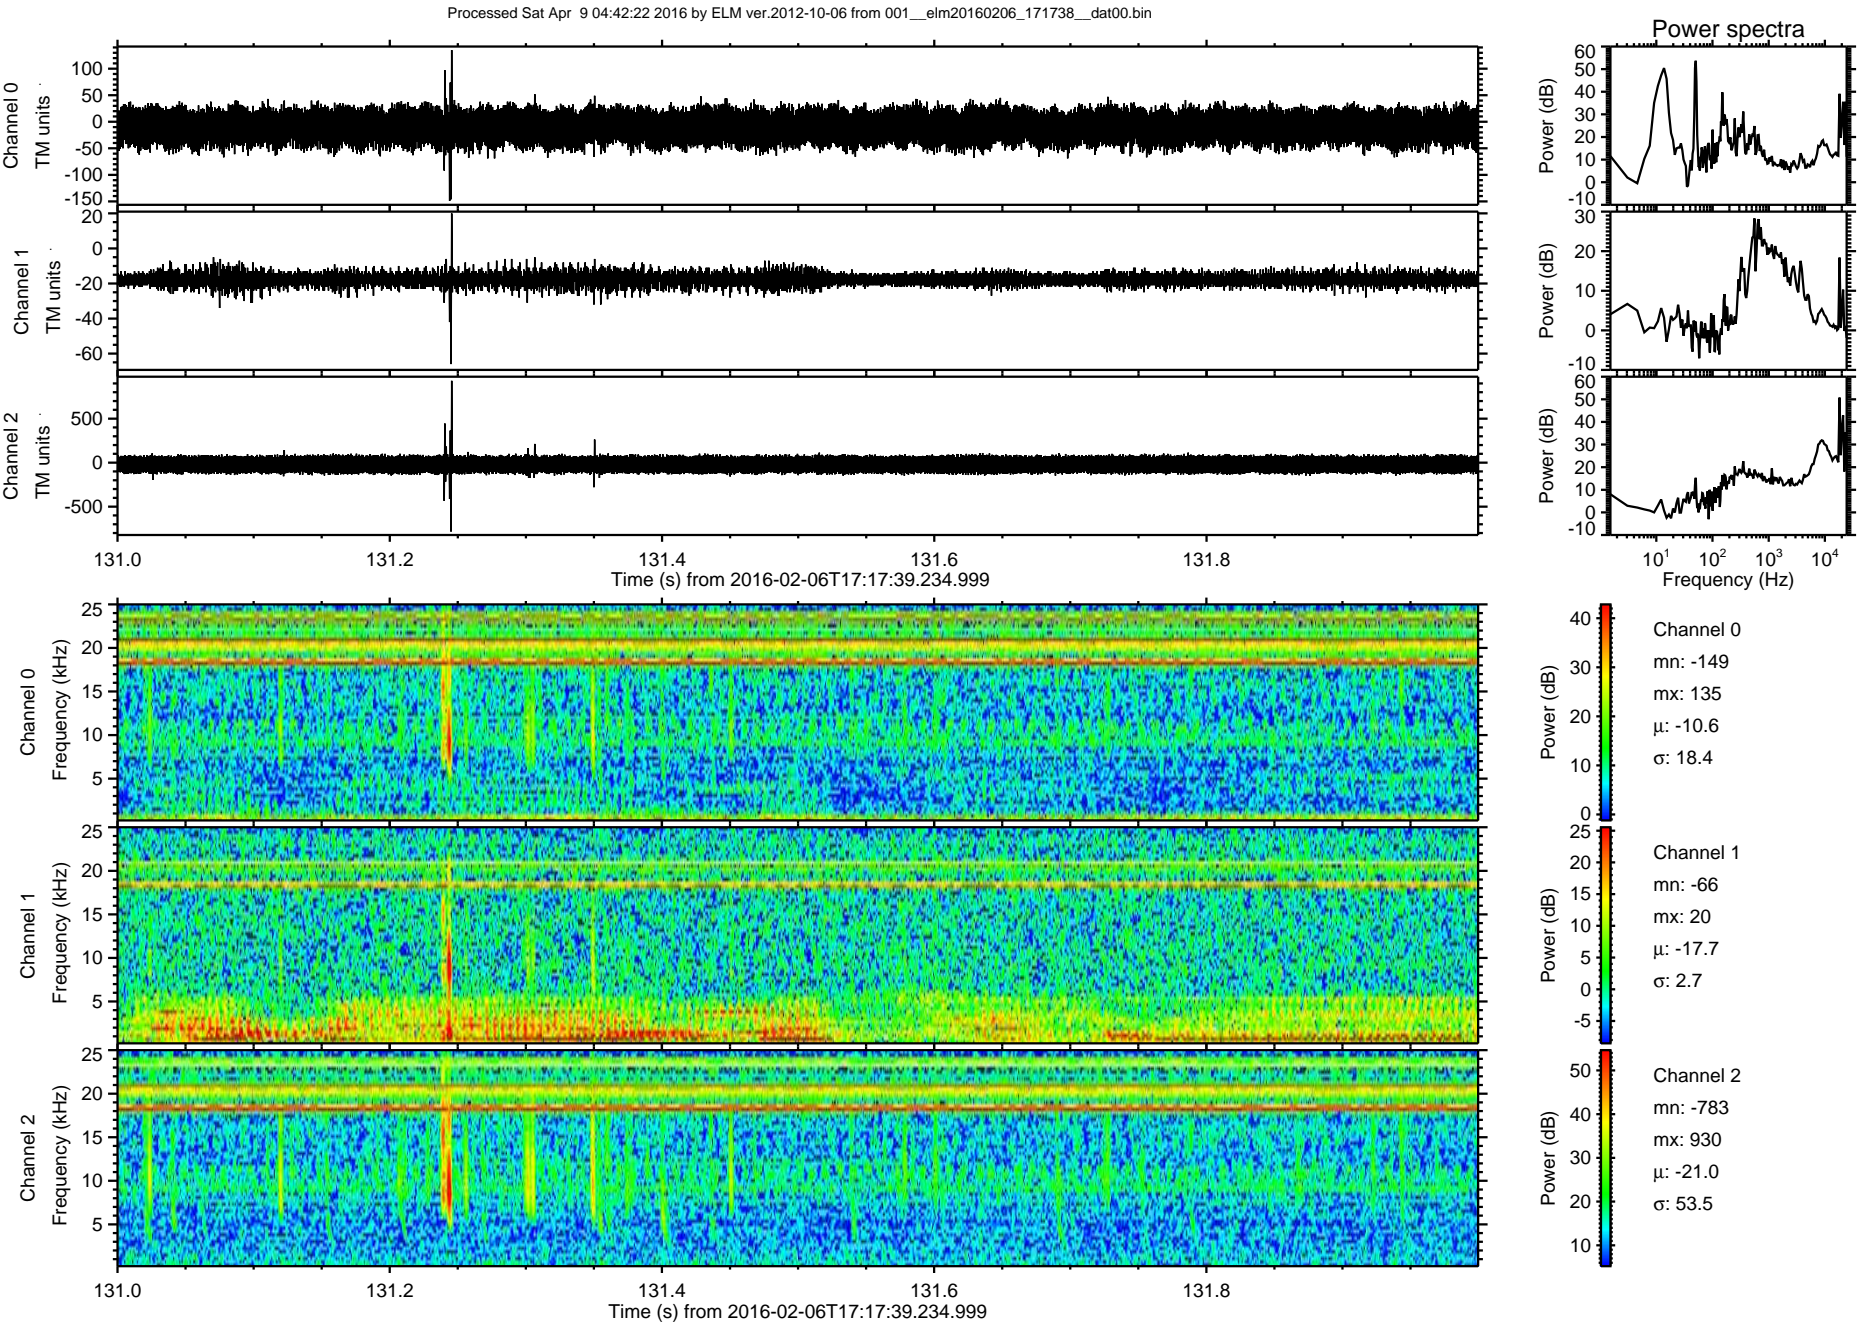 Processed Sat Apr  9 04:42:22 2016 by ELM ver.2012-10-06 from 001__elm20160206_171738__dat00.bin
Power spectra
Channel 0
TM units
100
50
0
-50
-100
-150
Power (dB)
60
50
40
30
20
10
0
-10
Channel 1
TM units
20
0
-20
-40
-60
Power (dB)
30
20
10
0
-10
Channel 2
TM units
500
0
-500
Power (dB)
60
50
40
30
20
10
0
-10
131.0 131.2 131.4 131.6 131.8
Time (s) from 2016-02-06T17:17:39.234.999
10^1 10^2 10^3 10^4
Frequency (Hz)
Channel 0
Frequency (kHz)
25
20
15
10
5
Power (dB)
40
30
20
10
0
Channel 0
mn: -149
mx: 135
μ: -10.6
σ: 18.4
Channel 1
Frequency (kHz)
25
20
15
10
5
Power (dB)
25
20
15
10
5
0
-5
Channel 1
mn: -66
mx: 20
μ: -17.7
σ: 2.7
Channel 2
Frequency (kHz)
25
20
15
10
5
Power (dB)
50
40
30
20
10
Channel 2
mn: -783
mx: 930
μ: -21.0
σ: 53.5
131.0 131.2 131.4 131.6 131.8
Time (s) from 2016-02-06T17:17:39.234.999